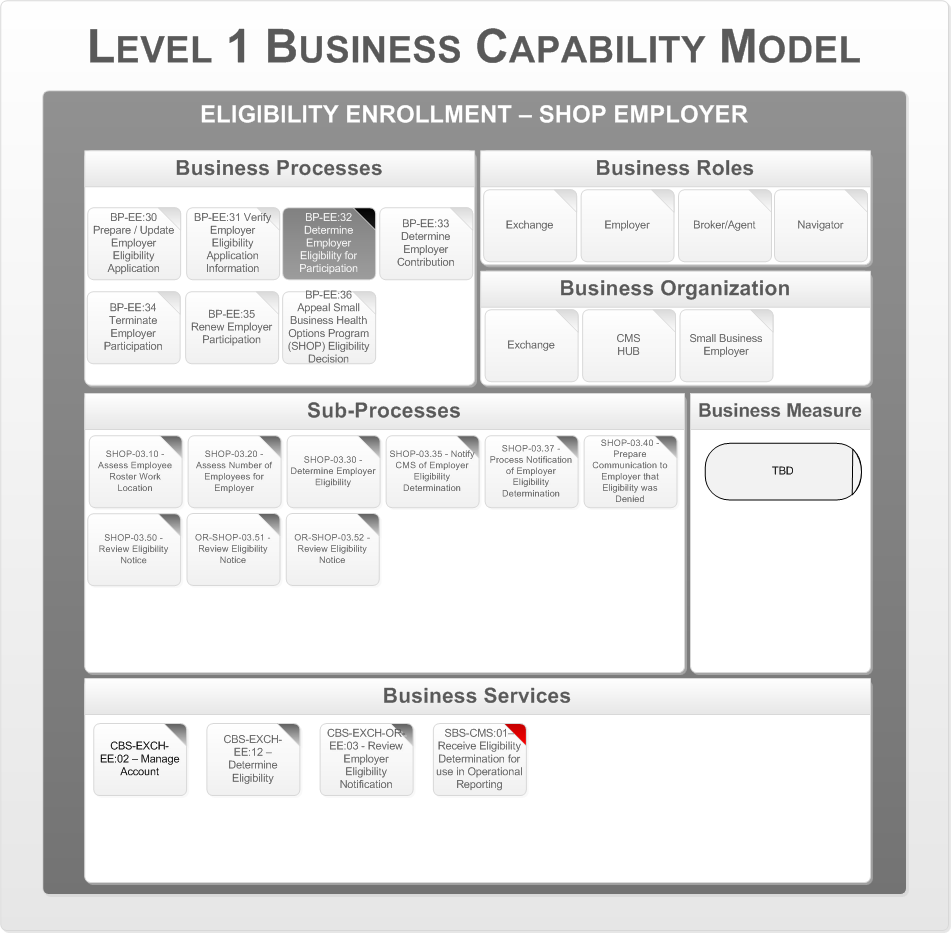 LEVEL 1 BUSINESS CAPABILITY MODEL
ELIGIBILITY ENROLLMENT – SHOP EMPLOYER
Business Processes
BP-EE:30
Prepare / Update
Employer
Eligibility
Application
BP-EE:31 Verify
Employer
Eligibility
Application
Information
BP-EE:32
Determine
Employer
Eligibility for
Participation
BP-EE:33
Determine
Employer
Contribution
BP-EE:34
Terminate
Employer
Participation
BP-EE:35
Renew Employer
Participation
BP-EE:36
Appeal Small
Business Health
Options Program
(SHOP) Eligibility
Decision
Business Roles
Exchange
Employer
Broker/Agent
Navigator
Business Organization
Exchange
CMS
HUB
Small Business
Employer
Sub-Processes
SHOP-03.10 -
Assess Employee
Roster Work
Location
SHOP-03.20 -
Assess Number of
Employees for
Employer
SHOP-03.30 -
Determine Employer
Eligibility
SHOP-03.35 - Notify
CMS of Employer
Eligibility
Determination
SHOP-03.37 -
Process Notification
of Employer
Eligibility
Determination
SHOP-03.40 -
Prepare
Communication to
Employer that
Eligibility was
Denied
SHOP-03.50 -
Review Eligibility
Notice
OR-SHOP-03.51 -
Review Eligibility
Notice
OR-SHOP-03.52 -
Review Eligibility
Notice
Business Measure
TBD
Business Services
CBS-EXCH-
EE:02 – Manage
Account
CBS-EXCH-
EE:12 –
Determine
Eligibility
CBS-EXCH-OR-
EE:03 - Review
Employer
Eligibility
Notification
SBS-CMS:01–
Receive Eligibility
Determination for
use in Operational
Reporting